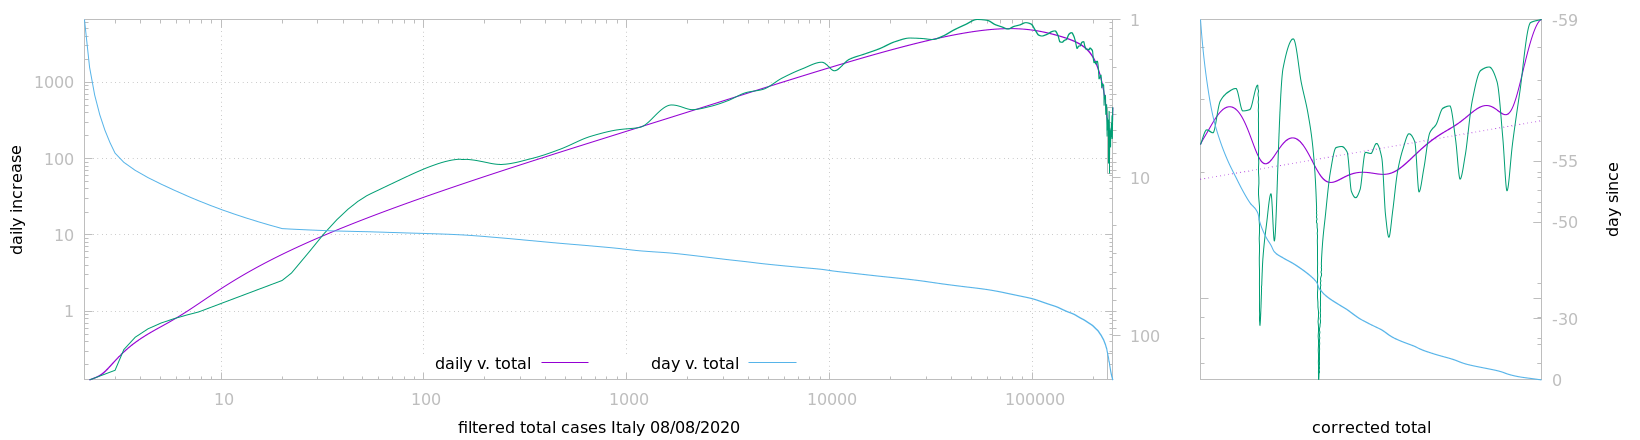 daily increase
1000
100
10
1
10
100
1000
10000
100000
1
10
100
daily v. total
day v. total
filtered total cases Italy 08/08/2020
-59
-55
-50
-30
0
day since
corrected total